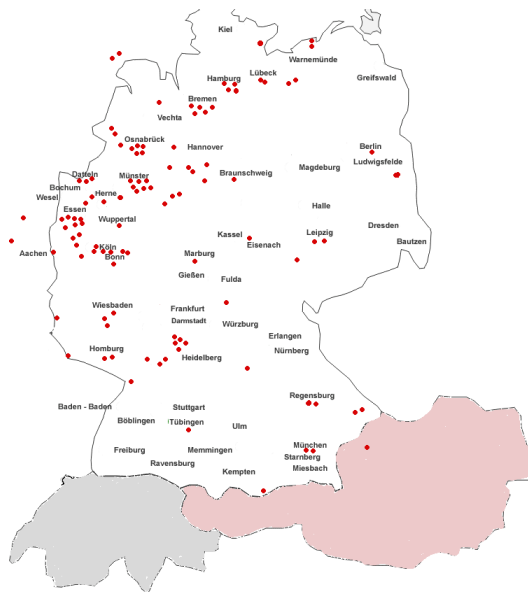 Kiel
Warnemünde
Lübeck
Hamburg
Greifswald
Bremen
Vechta
Osnabrück
Hannover
Berlin
Ludwigsfelde
Magdeburg
Braunschweig
Datteln
Münster
Bochum
Herne
Wesel
Essen
Halle
Wuppertal
Dresden
Leipzig
Kassel
Eisenach
Bautzen
Köln
Aachen
Bonn
Marburg
Gießen
Fulda
Wiesbaden
Frankfurt
Darmstadt
Würzburg
Erlangen
Nürnberg
Homburg
Heidelberg
Regensburg
Baden - Baden
Stuttgart
Böblingen
Tübingen
Ulm
München
Freiburg
Memmingen
Starnberg
Ravensburg
Miesbach
Kempten